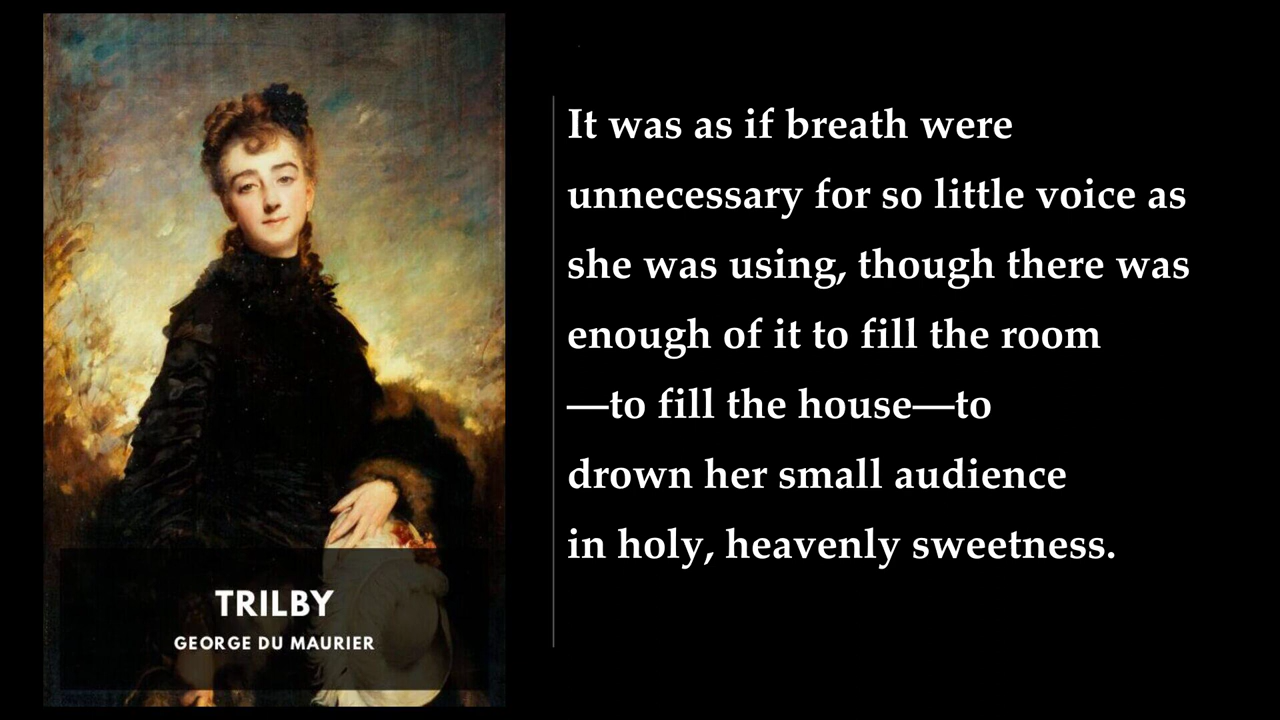 TRILBY
GEORGE DU MAURIER
It was as if breath were
unnecessary for so little voice as
she was using, though there was
enough of it to fill the room
—to fill the house—to
drown her small audience
in holy, heavenly sweetness.